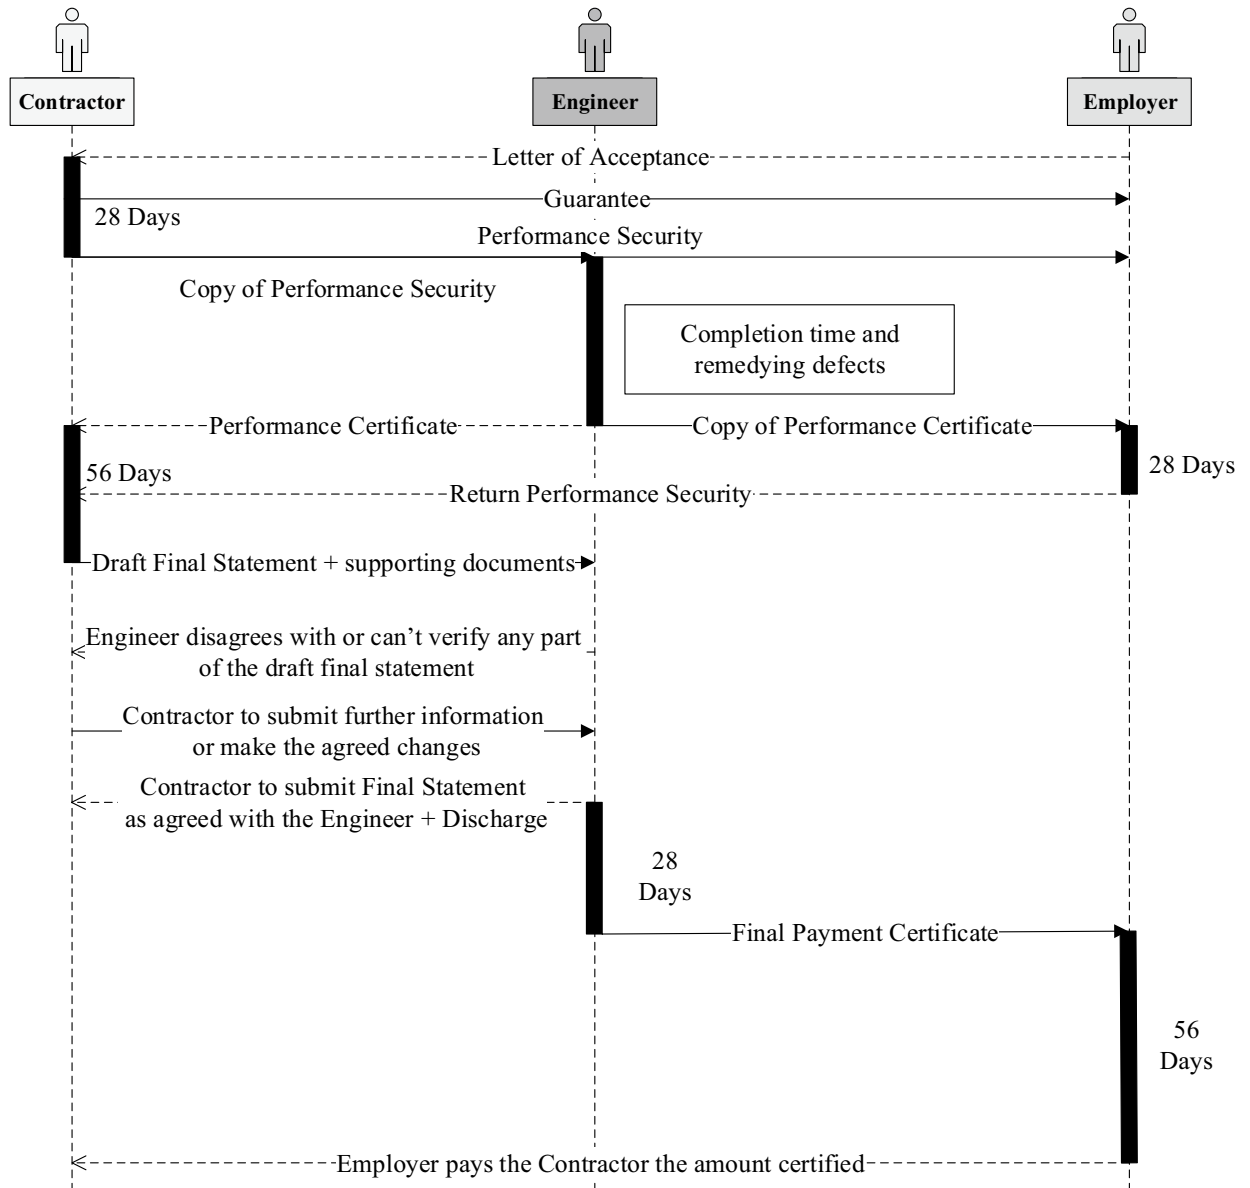 Contractor
Engineer
Employer
Letter of Acceptance
Guarantee
28 Days
Performance Security
Copy of Performance Security
Completion time and
remedying defects
Performance Certificate
Copy of Performance Certificate
56 Days
28 Days
Return Performance Security
Draft Final Statement + supporting documents
Engineer disagrees with or can’t verify any part
of the draft final statement
Contractor to submit further information
or make the agreed changes
Contractor to submit Final Statement
as agreed with the Engineer + Discharge
28
Days
Final Payment Certificate
56
Days
Employer pays the Contractor the amount certified